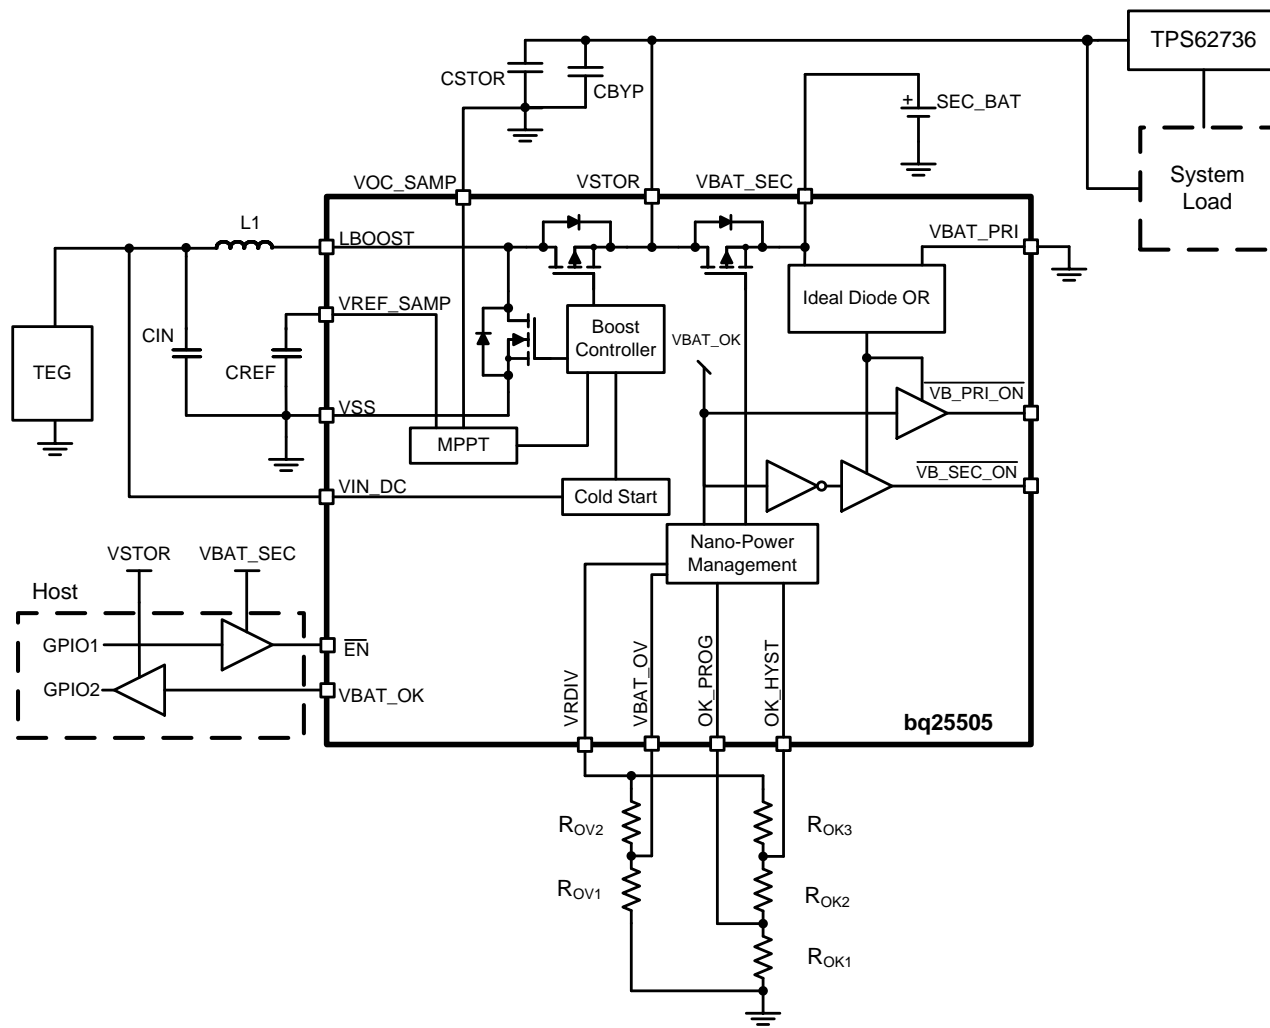 TPS62736
CSTOR
CBYP
SEC_BAT
+
System
Load
VOC_SAMP
VSTOR
VBAT_SEC
L1
LBOOST
VBAT_PRI
Ideal Diode OR
VREF_SAMP
CIN
Boost
Controller
VBAT_OK
TEG
CREF
VB_PRI_ON
VSS
MPPT
VB_SEC_ON
VIN_DC
Cold Start
Nano-Power
Management
VSTOR
VBAT_SEC
Host
GPIO1
EN
GPIO2
VBAT_OK
VRDIV
VBAT_OV
OK_PROG
OK_HYST
bq25505
ROV2
ROK3
ROV1
ROK2
ROK1